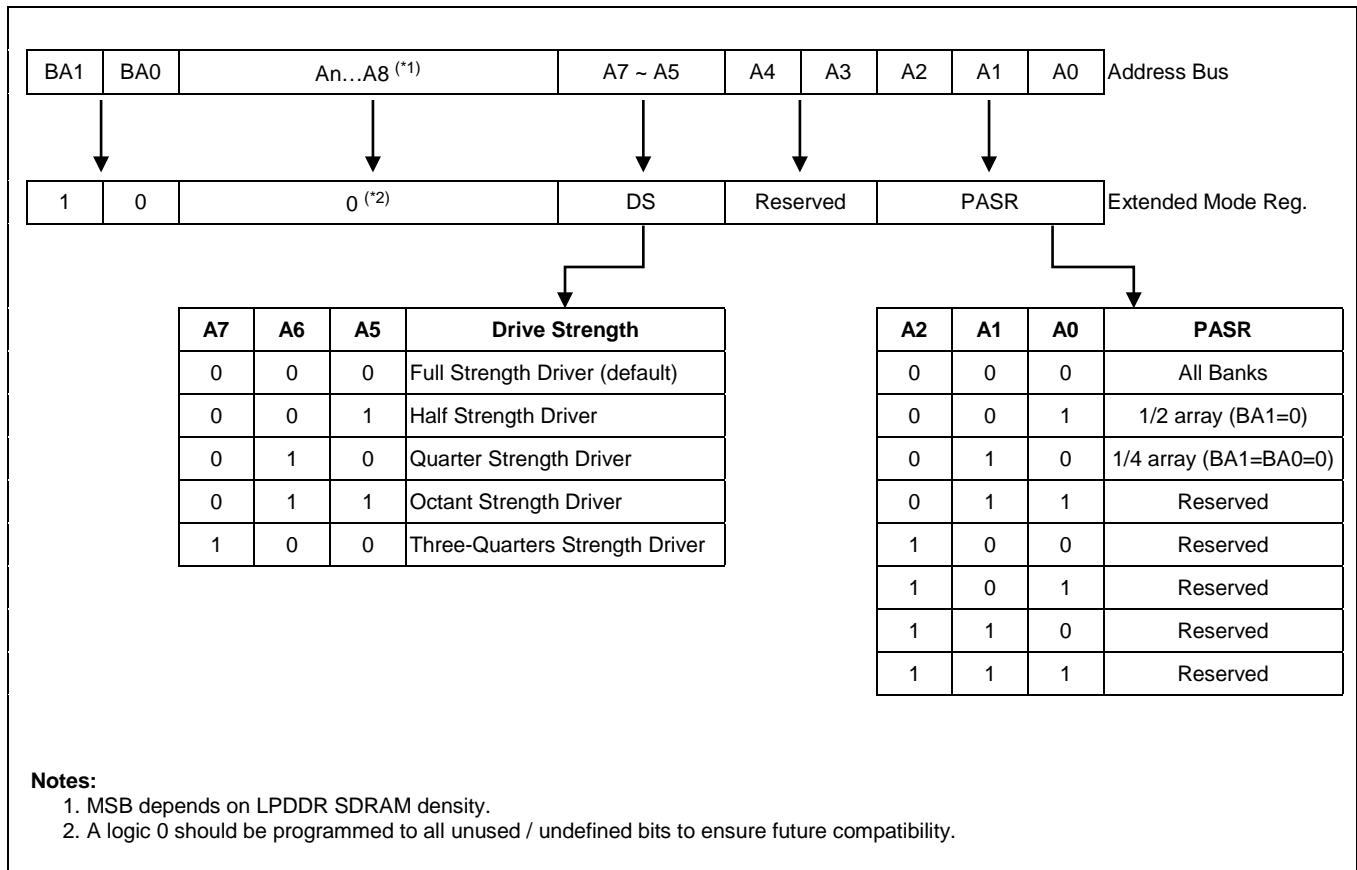 BA1 BA0 An…A8 (*1) A7 ~ A5 A4 A3 A2 A1 A0 Address Bus
1 0 0 (*2) DS Reserved PASR Extended Mode Reg.
A7 A6 A5 Drive Strength
0 0 0 Full Strength Driver (default)
0 0 1 Half Strength Driver
0 1 0 Quarter Strength Driver
0 1 1 Octant Strength Driver
1 0 0 Three-Quarters Strength Driver
A2 A1 A0 PASR
0 0 0 All Banks
0 0 1 1/2 array (BA1=0)
0 1 0 1/4 array (BA1=BA0=0)
0 1 1 Reserved
1 0 0 Reserved
1 0 1 Reserved
1 1 0 Reserved
1 1 1 Reserved
Notes:
1. MSB depends on LPDDR SDRAM density.
2. A logic 0 should be programmed to all unused / undefined bits to ensure future compatibility.